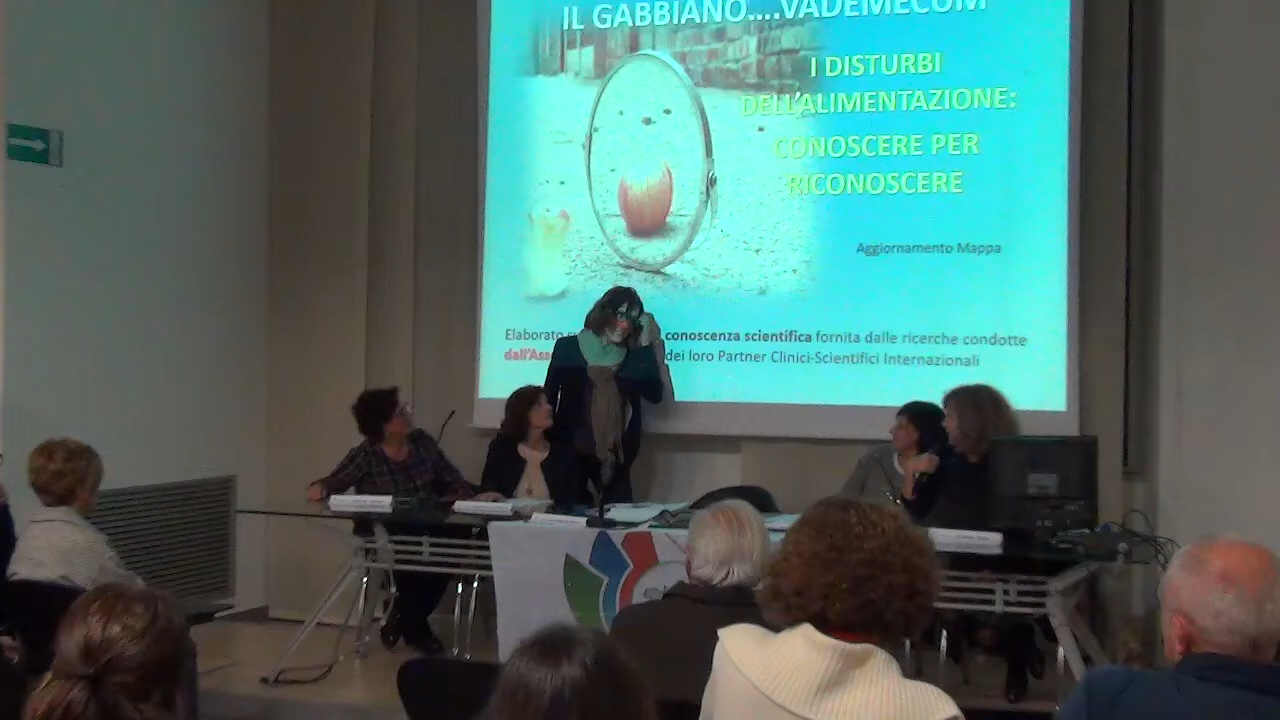 IL GABBIANO....VADEMECUM
I DISTURBI
DELL'ALIMENTAZIONE:
CONOSCERE PER
RICONOSCERE
Aggiornamento Mappa
Elaborato conoscenza scientifica fornita dalle ricerche condotte
dall'Ass dei loro Partner Clinici-Scientifici Internazionali